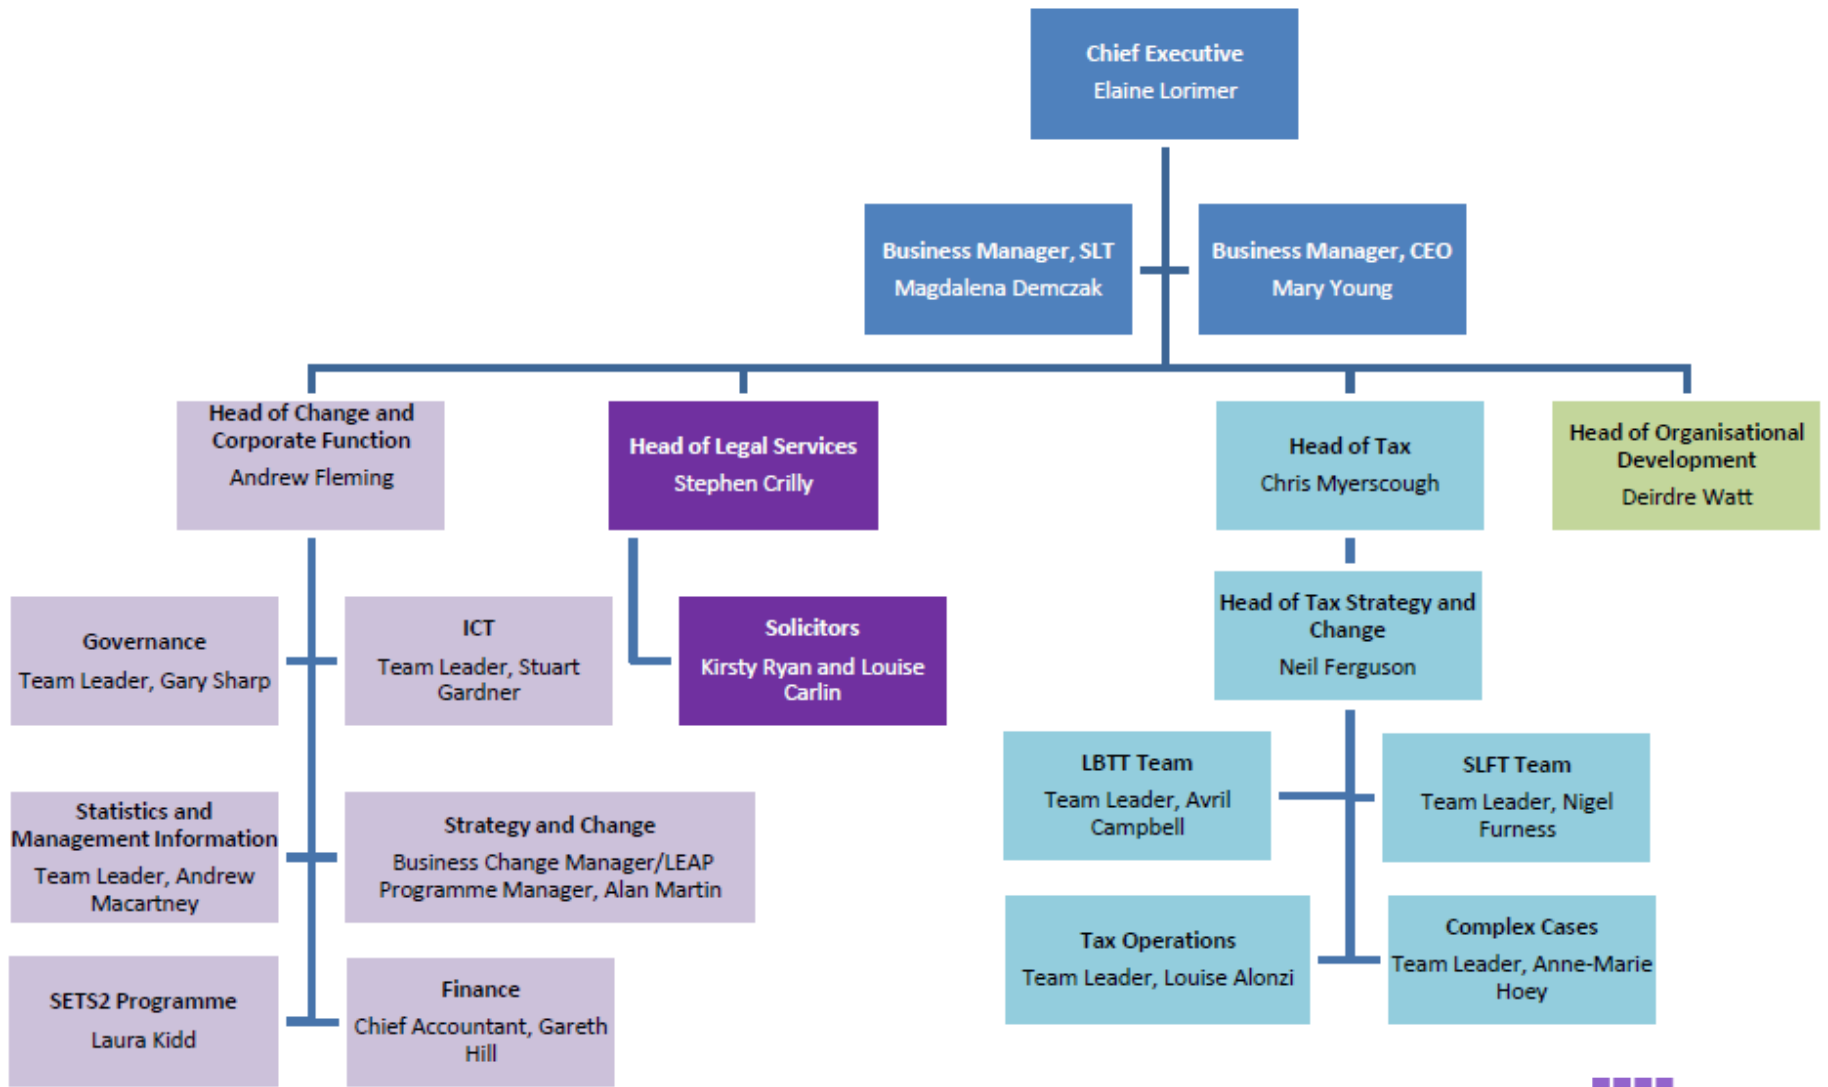 Chief Executive
Elaine Lorimer
Business Manager, SLT
Magdalena Demczak
Business Manager, CEO
Mary Young
Head of Change and
Corporate Function
Andrew Fleming
Head of Legal Services
Stephen Crilly
Head of Tax
Chris Myerscough
Head of Organisational
Development
Deirdre Watt
Governance
Team Leader, Gary Sharp
ICT
Team Leader, Stuart
Gardner
Solicitors
Kirsty Ryan and Louise
Carlin
Head of Tax Strategy and
Change
Neil Ferguson
Statistics and
Management Information
Team Leader, Andrew
Macartney
Strategy and Change
Business Change Manager/LEAP
Programme Manager, Alan Martin
LBTT Team
Team Leader, Avril
Campbell
SLFT Team
Team Leader, Nigel
Furness
SETS2 Programme
Laura Kidd
Finance
Chief Accountant, Gareth
Hill
Tax Operations
Team Leader, Louise Alonzi
Complex Cases
Team Leader, Anne-Marie
Hoey